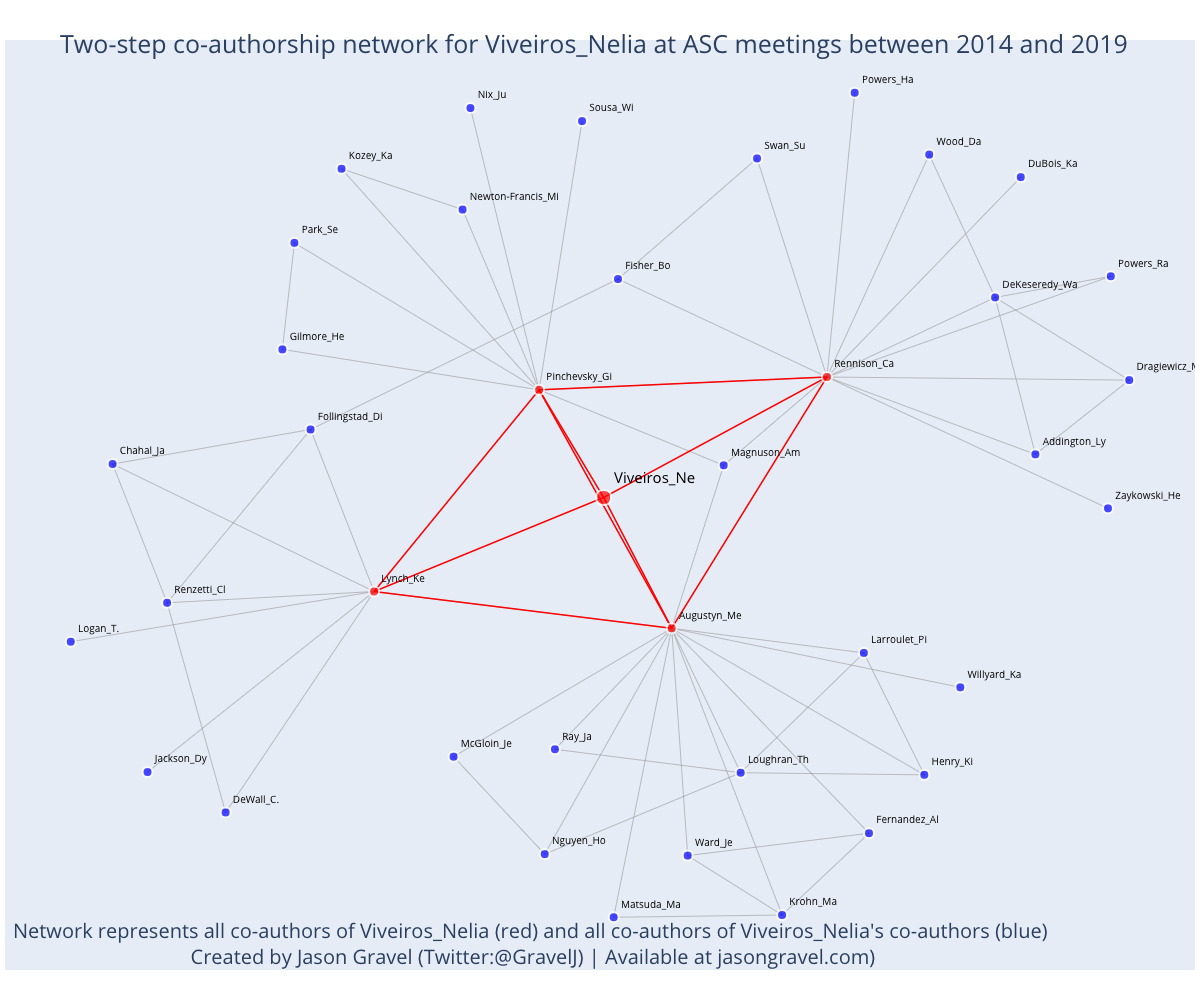 Two-step co-authorship network for Viveiros_Nelia at ASC meetings between 2014 and 2019
Powers_Ha
Nix_Ju
Sousa_Wi
Wood_Da
Swan_Su
Kozey_Ka
DuBois_Ka
Newton-Francis_Mi
Park_Se
Fisher_Bo
Powers_Ra
DeKeseredy_Wa
Gilmore_He
Rennison_Ca
Dragiewicz_M
Pinchevsky_Gi
Follingstad_Di
Addington_Ly
Chahal_Ja
Magnuson_Am
Viveiros_Ne
Zaykowski_He
Lynch_Ke
Renzetti_Cl
Augustyn_Me
Logan_T.
Larroulet_Pi
Willyard_Ka
Ray_Ja
McGloin_Je
Jackson_Dy
Loughran_Th
Henry_Ki
DeWall_C.
Fernandez_Al
Nguyen_Ho
Ward_Je
Matsuda_Ma
Krohn_Ma
Network represents all co-authors of Viveiros_Nelia (red) and all co-authors of Viveiros_Nelia's co-authors (blue)
Created by Jason Gravel (Twitter:@GravelJ) | Available at jasongravel.com)